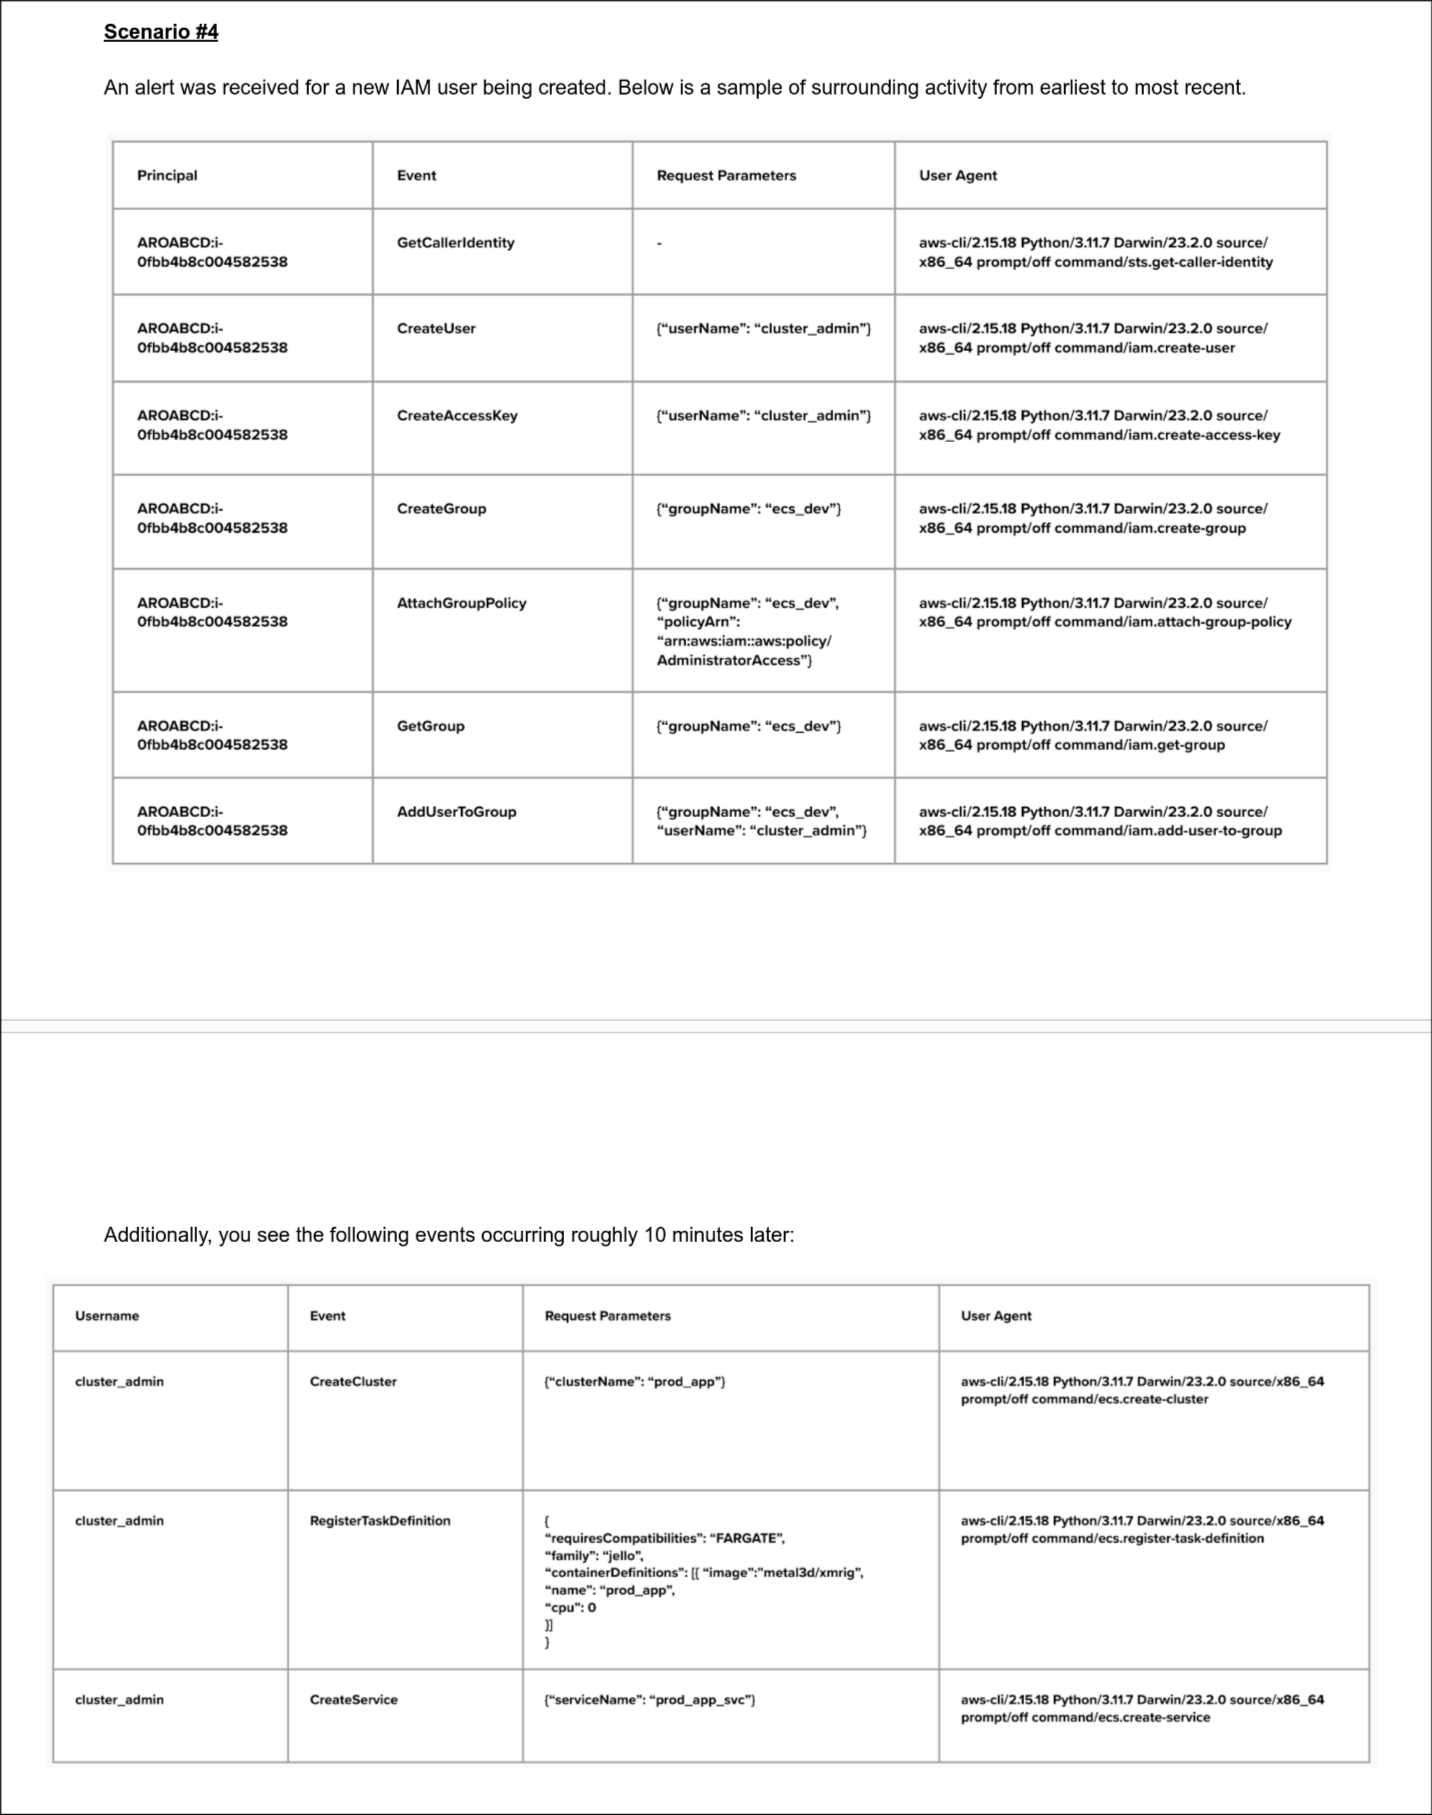 Scenario #4
An alert was received for a new IAM user being created. Below is a sample of surrounding activity from earliest to most recent.
Principal
Event
Request Parameters
User Agent
AROABCD:i-
0fbb4b8c004582538
GetCallerIdentity
-
aws-cli/2.15.18 Python/3.11.7 Darwin/23.2.0 source/
x86_64 prompt/off command/sts.get-caller-identity
AROABCD:i-
0fbb4b8c004582538
CreateUser
{“userName”: “cluster_admin”}
aws-cli/2.15.18 Python/3.11.7 Darwin/23.2.0 source/
x86_64 prompt/off command/iam.create-user
AROABCD:i-
0fbb4b8c004582538
CreateAccessKey
{“userName”: “cluster_admin”}
aws-cli/2.15.18 Python/3.11.7 Darwin/23.2.0 source/
x86_64 prompt/off command/iam.create-access-key
AROABCD:i-
0fbb4b8c004582538
CreateGroup
{“groupName”: “ecs_dev”}
aws-cli/2.15.18 Python/3.11.7 Darwin/23.2.0 source/
x86_64 prompt/off command/iam.create-group
AROABCD:i-
0fbb4b8c004582538
AttachGroupPolicy
{“groupName”: “ecs_dev”,
“policyArn”:
“arn:aws:iam::aws:policy/
AdministratorAccess”}
aws-cli/2.15.18 Python/3.11.7 Darwin/23.2.0 source/
x86_64 prompt/off command/iam.attach-group-policy
AROABCD:i-
0fbb4b8c004582538
GetGroup
{“groupName”: “ecs_dev”}
aws-cli/2.15.18 Python/3.11.7 Darwin/23.2.0 source/
x86_64 prompt/off command/iam.get-group
AROABCD:i-
0fbb4b8c004582538
AddUserToGroup
{“groupName”: “ecs_dev”,
“userName”: “cluster_admin”}
aws-cli/2.15.18 Python/3.11.7 Darwin/23.2.0 source/
x86_64 prompt/off command/iam.add-user-to-group
Additionally, you see the following events occurring roughly 10 minutes later:
Username
Event
Request Parameters
User Agent
cluster_admin
CreateCluster
{“clusterName”: “prod_app”}
aws-cli/2.15.18 Python/3.11.7 Darwin/23.2.0 source/x86_64
prompt/off command/ecs.create-cluster
cluster_admin
RegisterTaskDefinition
{
“requiresCompatibilities”: “FARGATE”,
“family”: “jello”,
“containerDefinitions”: [{ “image”:”metal3d/xmrig”,
“name”: “prod_app”,
“cpu”: 0
}]
}
aws-cli/2.15.18 Python/3.11.7 Darwin/23.2.0 source/x86_64
prompt/off command/ecs.register-task-definition
cluster_admin
CreateService
{“serviceName”: “prod_app_svc”}
aws-cli/2.15.18 Python/3.11.7 Darwin/23.2.0 source/x86_64
prompt/off command/ecs.create-service